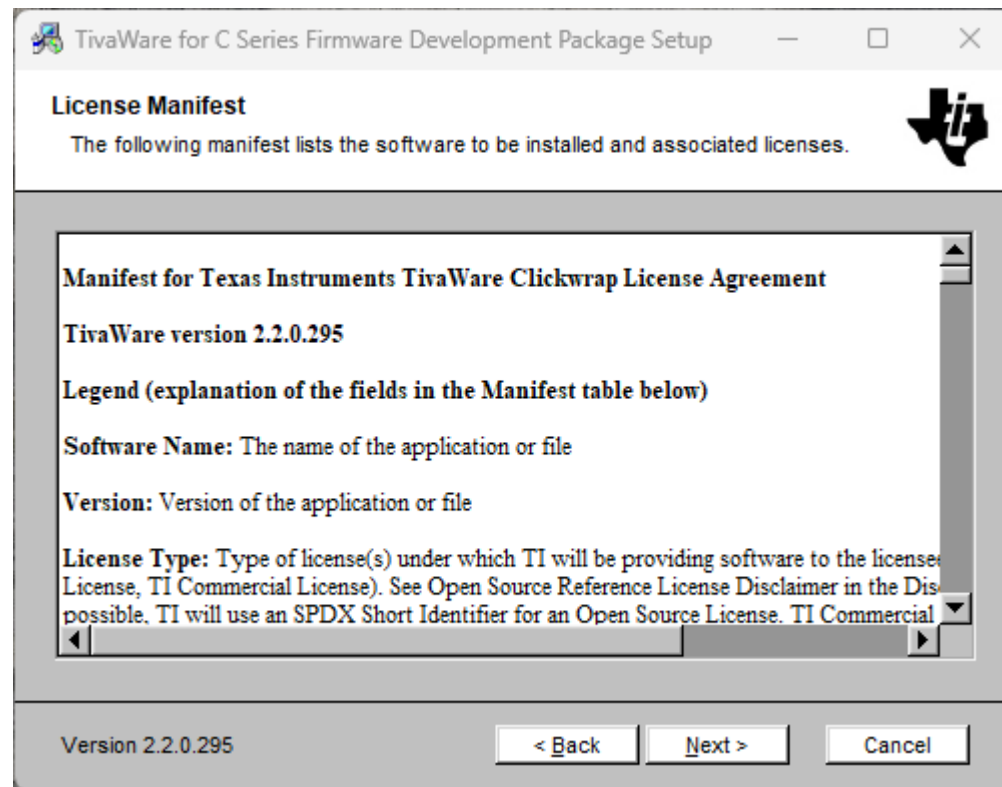 TivaWare for C Series Firmware Development Package Setup
License Manifest
The following manifest lists the software to be installed and associated licenses.
Manifest for Texas Instruments TivaWare Clickwrap License Agreement
TivaWare version 2.2.0.295
Legend (explanation of the fields in the Manifest table below)
Software Name: The name of the application or file
Version: Version of the application or file
License Type: Type of license(s) under which TI will be providing software to the license
License, TI Commercial License). See Open Source Reference License Disclaimer in the Dis
possible, TI will use an SPDX Short Identifier for an Open Source License. TI Commercial
Version 2.2.0.295
< Back
Next >
Cancel